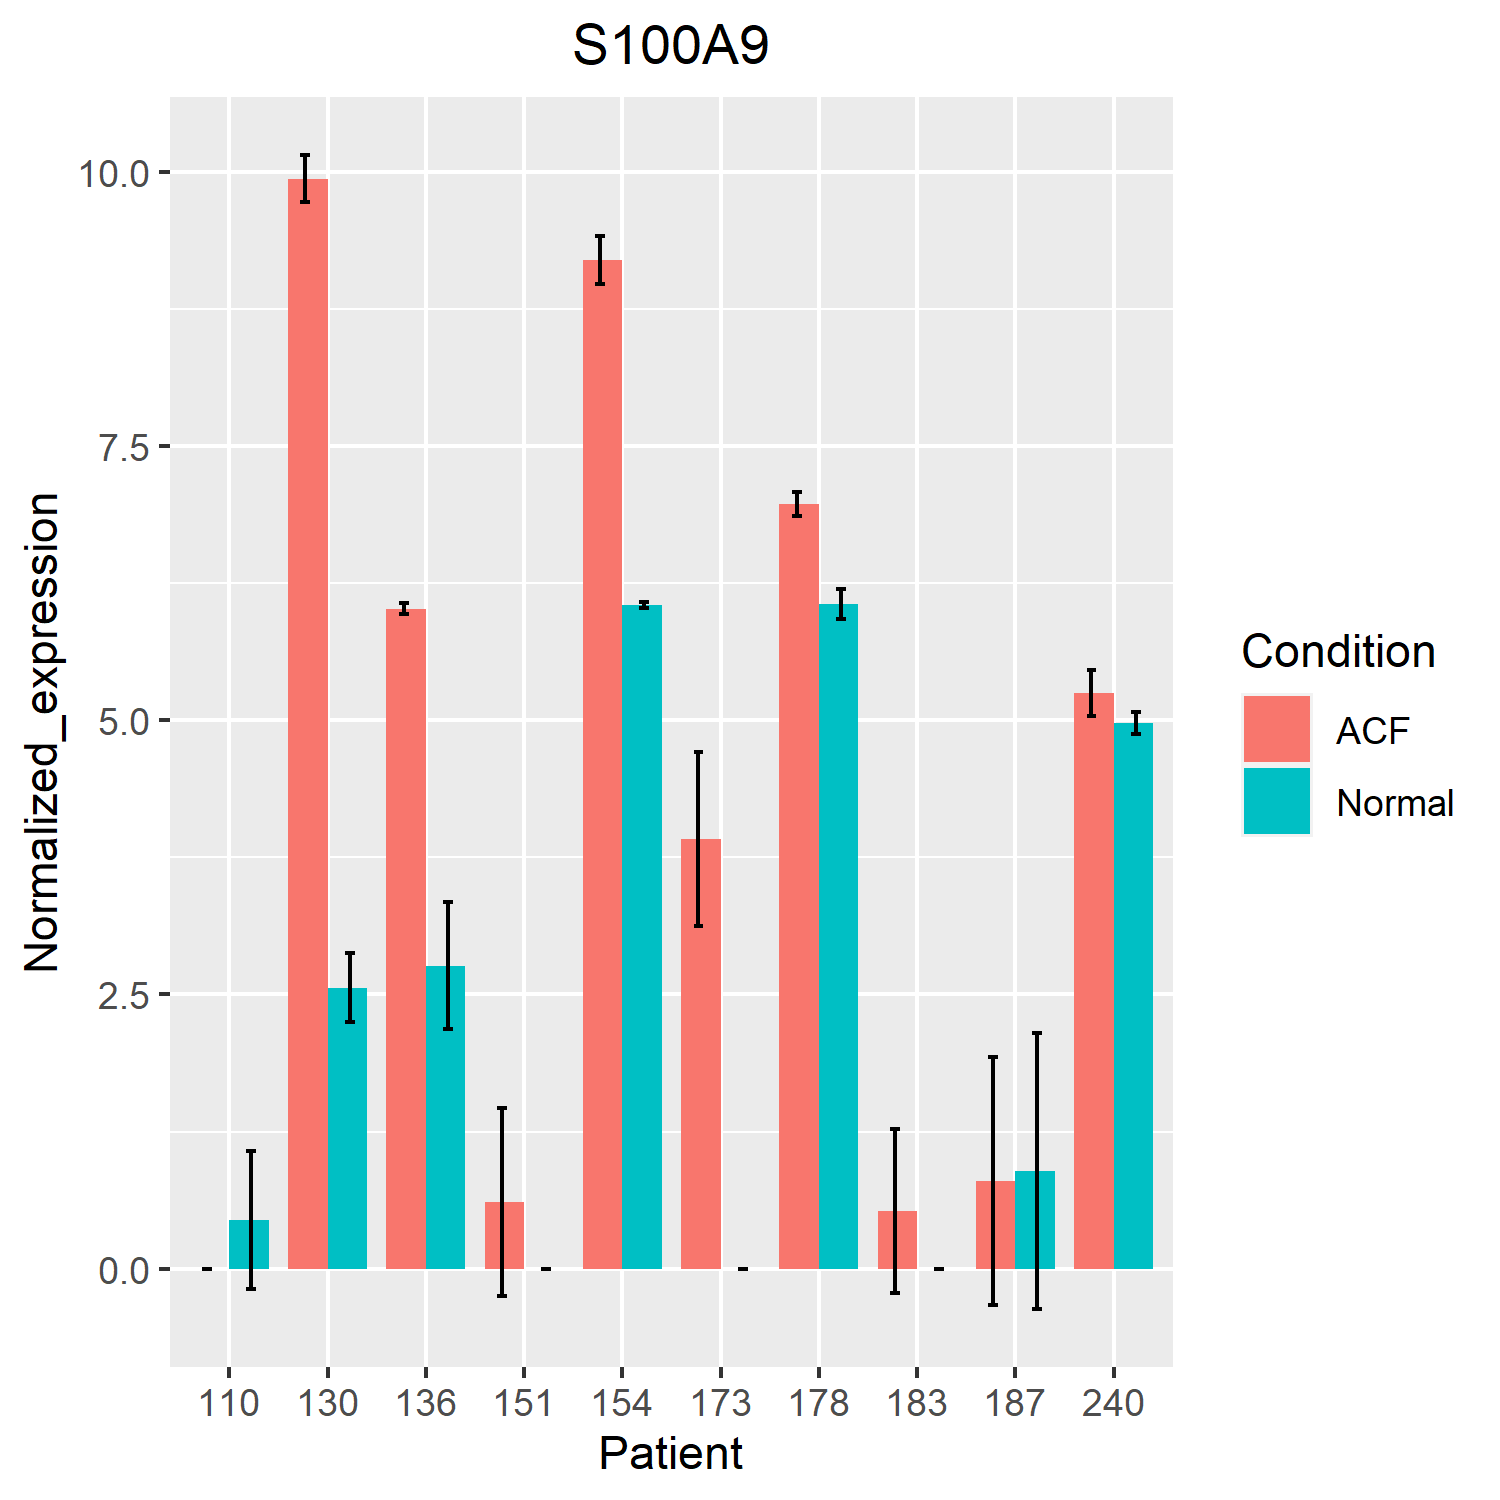 S100A9
10.0
7.5
5.0
2.5
0.0
Normalized_expression
110 130 136 151 154 173 178 183 187 240
Patient
Condition
ACF
Normal